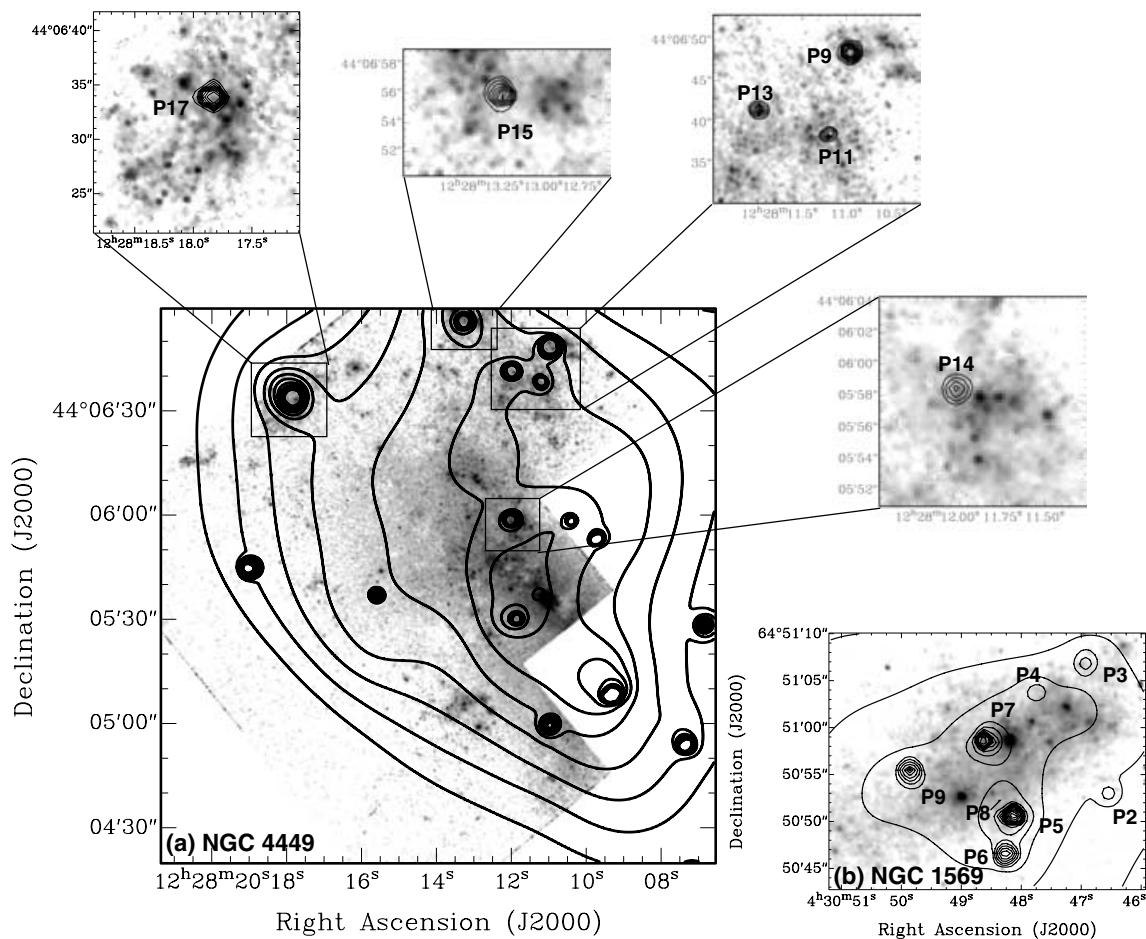 44°06′40″
35″
30″
25″
P17
12ʰ28ᵐ18.5ˢ 18.0ˢ 17.5ˢ
44°06′58″
56″
54″
52″
P15
12ʰ28ᵐ13.25ˢ13.00ˢ12.75ˢ
44°06′50″
45″
40″
35″
P9
P13
P11
12ʰ28ᵐ11.5ˢ 11.0ˢ 10.5ˢ
44°06′04″
06′02″
06′00″
05′58″
05′56″
05′54″
05′52″
P14
12ʰ28ᵐ12.00ˢ 11.75ˢ 11.50ˢ
Declination (J2000)
44°06′30″
06′00″
05′30″
05′00″
04′30″
(a) NGC 4449
12ʰ28ᵐ20ˢ18ˢ 16ˢ 14ˢ 12ˢ 10ˢ 08ˢ
Right Ascension (J2000)
Declination (J2000)
64°51′10″
51′05″
51′00″
50′55″
50′50″
50′45″
P4
P3
P7
P9
P8
P5
P2
P6
(b) NGC 1569
4ʰ30ᵐ51ˢ 50ˢ 49ˢ 48ˢ 47ˢ 46ˢ
Right Ascension (J2000)